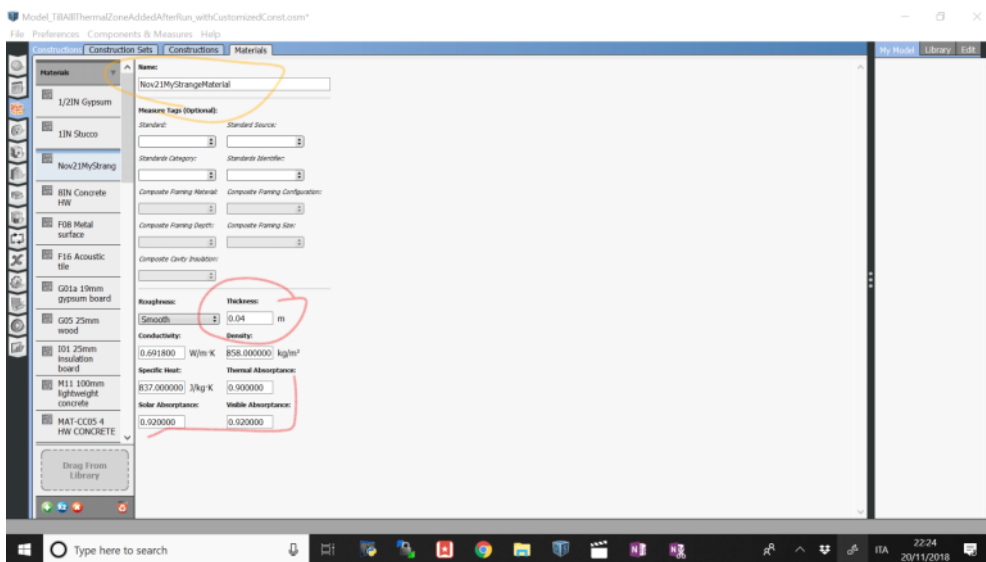 Model_TillAllThermalZoneAddedAfterRun_withCustomizedConst.osm*
File Preferences Components & Measures Help
Constructions Construction Sets Constructions Materials
My Model Library Edit
Materials
1/2IN Gypsum
1IN Stucco
Nov21MyStrang
8IN Concrete
HW
F08 Metal
surface
F16 Acoustic
tile
G01a 19mm
gypsum board
G05 25mm
wood
I01 25mm
insulation
board
M11 100mm
lightweight
concrete
MAT-CC05 4
HW CONCRETE
Drag From
Library
Name:
Nov21MyStrangeMaterial
Measure Tags (Optional):
Standard: Standard Source:
Standards Category: Standards Identifier:
Composite Framing Material: Composite Framing Configuration:
Composite Framing Depth: Composite Framing Size:
Composite Cavity Insulation:
Roughness: Thickness:
Smooth 0.04 m
Conductivity: Density:
0.691800 W/m·K 858.000000 kg/m³
Specific Heat: Thermal Absorptance:
837.000000 J/kg·K 0.900000
Solar Absorptance: Visible Absorptance:
0.920000 0.920000
Type here to search
ITA
22:24
20/11/2018